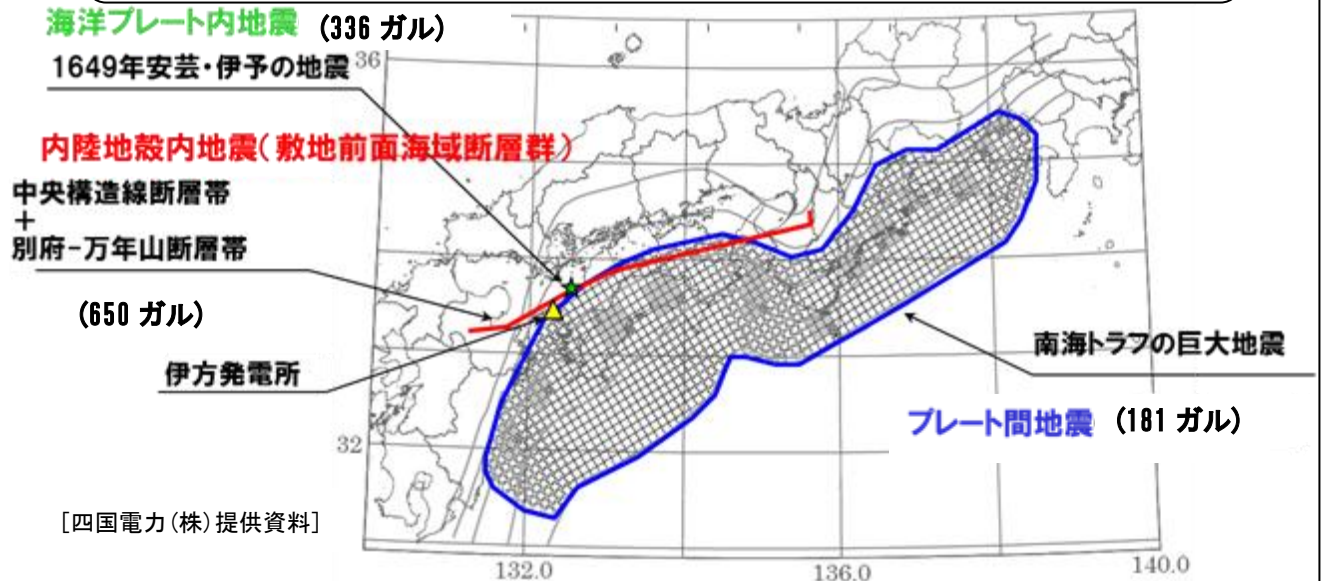 海洋プレート内地震 (336 ガル)
1649年安芸・伊予の地震
内陸地殻内地震(敷地前面海域断層群)
中央構造線断層帯
+
別府-万年山断層帯
(650 ガル)
伊方発電所
南海トラフの巨大地震
プレート間地震 (181 ガル)
[四国電力(株)提供資料]
36
32
132.0
136.0
140.0